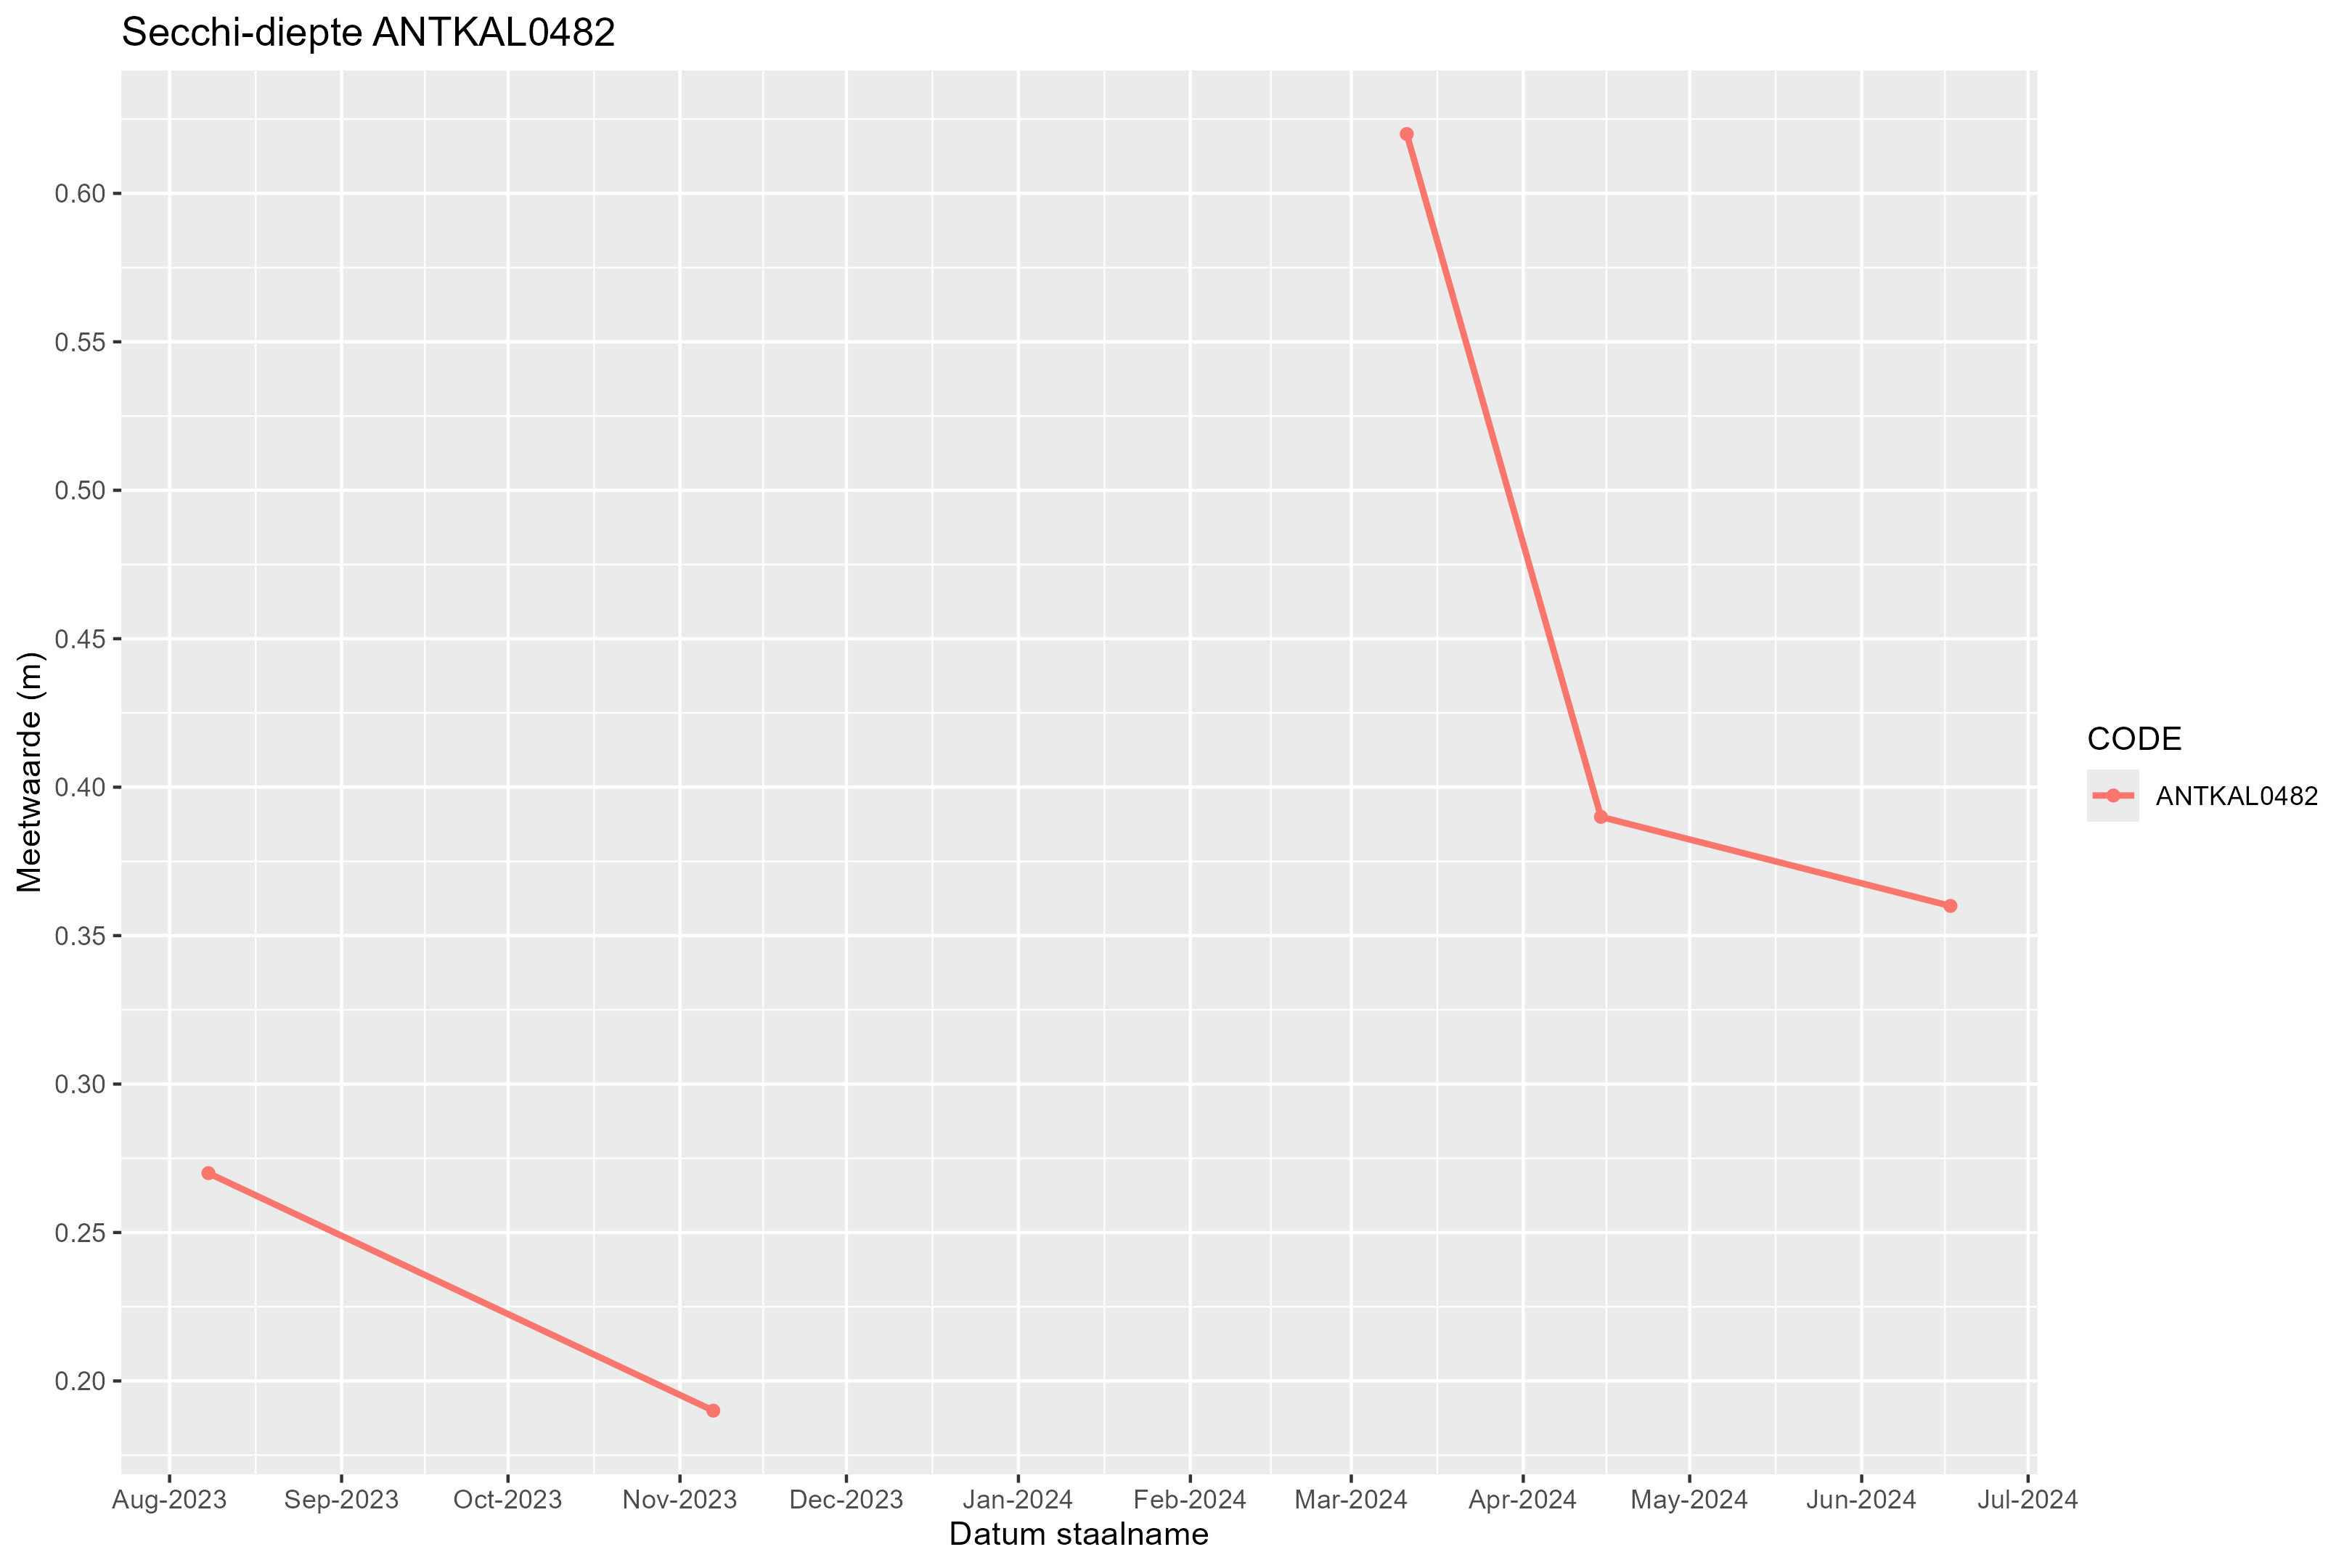 Secchi-diepte ANTKAL0482
Meetwaarde (m)
0.60
0.55
0.50
0.45
0.40
0.35
0.30
0.25
0.20
Aug-2023 Sep-2023 Oct-2023 Nov-2023 Dec-2023 Jan-2024 Feb-2024 Mar-2024 Apr-2024 May-2024 Jun-2024 Jul-2024
Datum staalname
CODE
ANTKAL0482